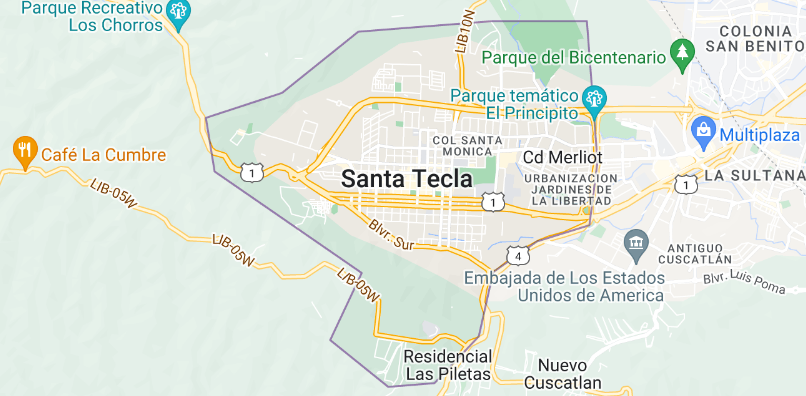 Parque Recreativo
Los Chorros
LIB10N
COLONIA
SAN BENITO
Parque del Bicentenario
Parque temático
El Principito
Multiplaza
Café La Cumbre
COL SANTA
MONICA
Cd Merliot
1
Santa Tecla
URBANIZACION
JARDINES DE
LA LIBERTAD
1
LA SULTANA
LIB-05W
1
Blvr. Sur
LIB-05N
4
ANTIGUO
CUSCATLÁN
LIB-05W
Embajada de Los Estados
Unidos de America
Blvr. Luis Poma
Residencial
Las Piletas
Nuevo
Cuscatlan